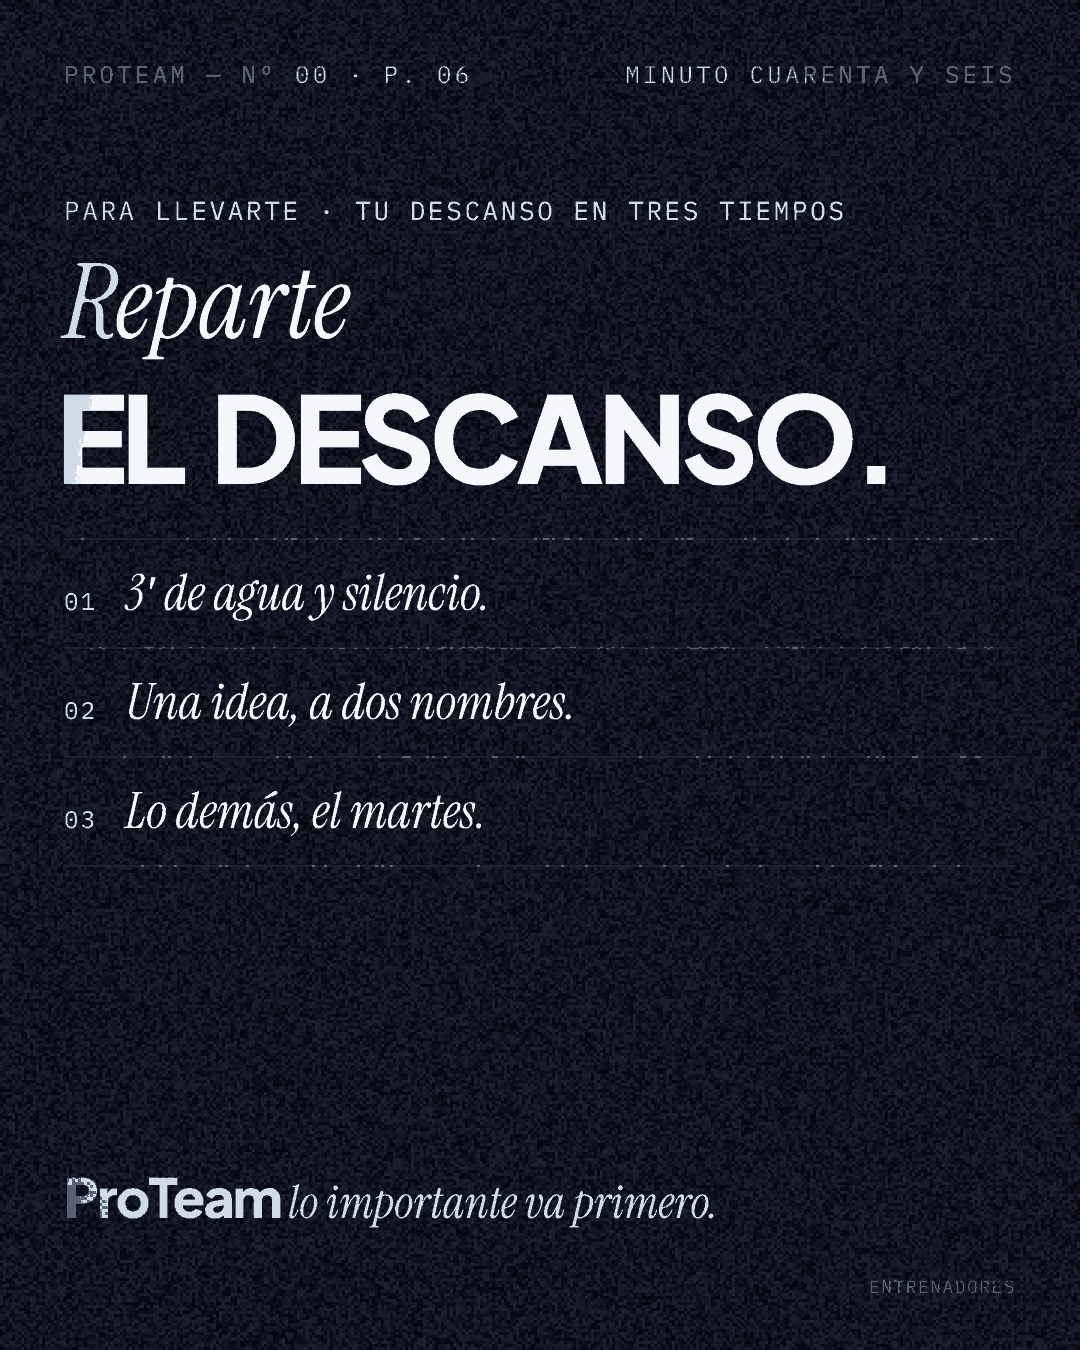 PROTEAM — Nº 00 · P. 06
MINUTO CUARENTA Y SEIS
PARA LLEVARTE · TU DESCANSO EN TRES TIEMPOS
Reparte
EL DESCANSO.
01 3' de agua y silencio.
02 Una idea, a dos nombres.
03 Lo demás, el martes.
ProTeam lo importante va primero.
ENTRENADORES